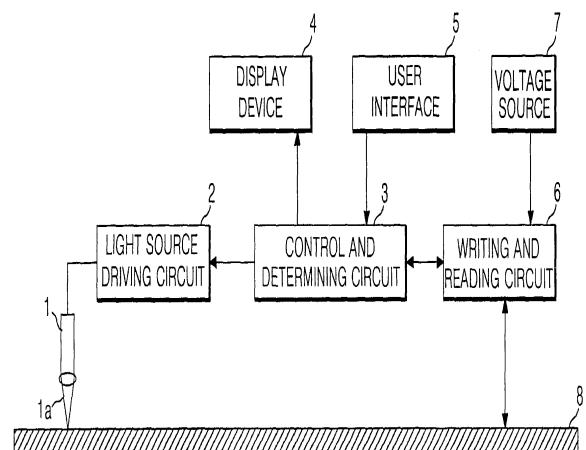 4
5
7
DISPLAY
DEVICE
USER
INTERFACE
VOLTAGE
SOURCE
2
3
6
LIGHT SOURCE
DRIVING CIRCUIT
CONTROL AND
DETERMINING CIRCUIT
WRITING AND
READING CIRCUIT
1
1a
8